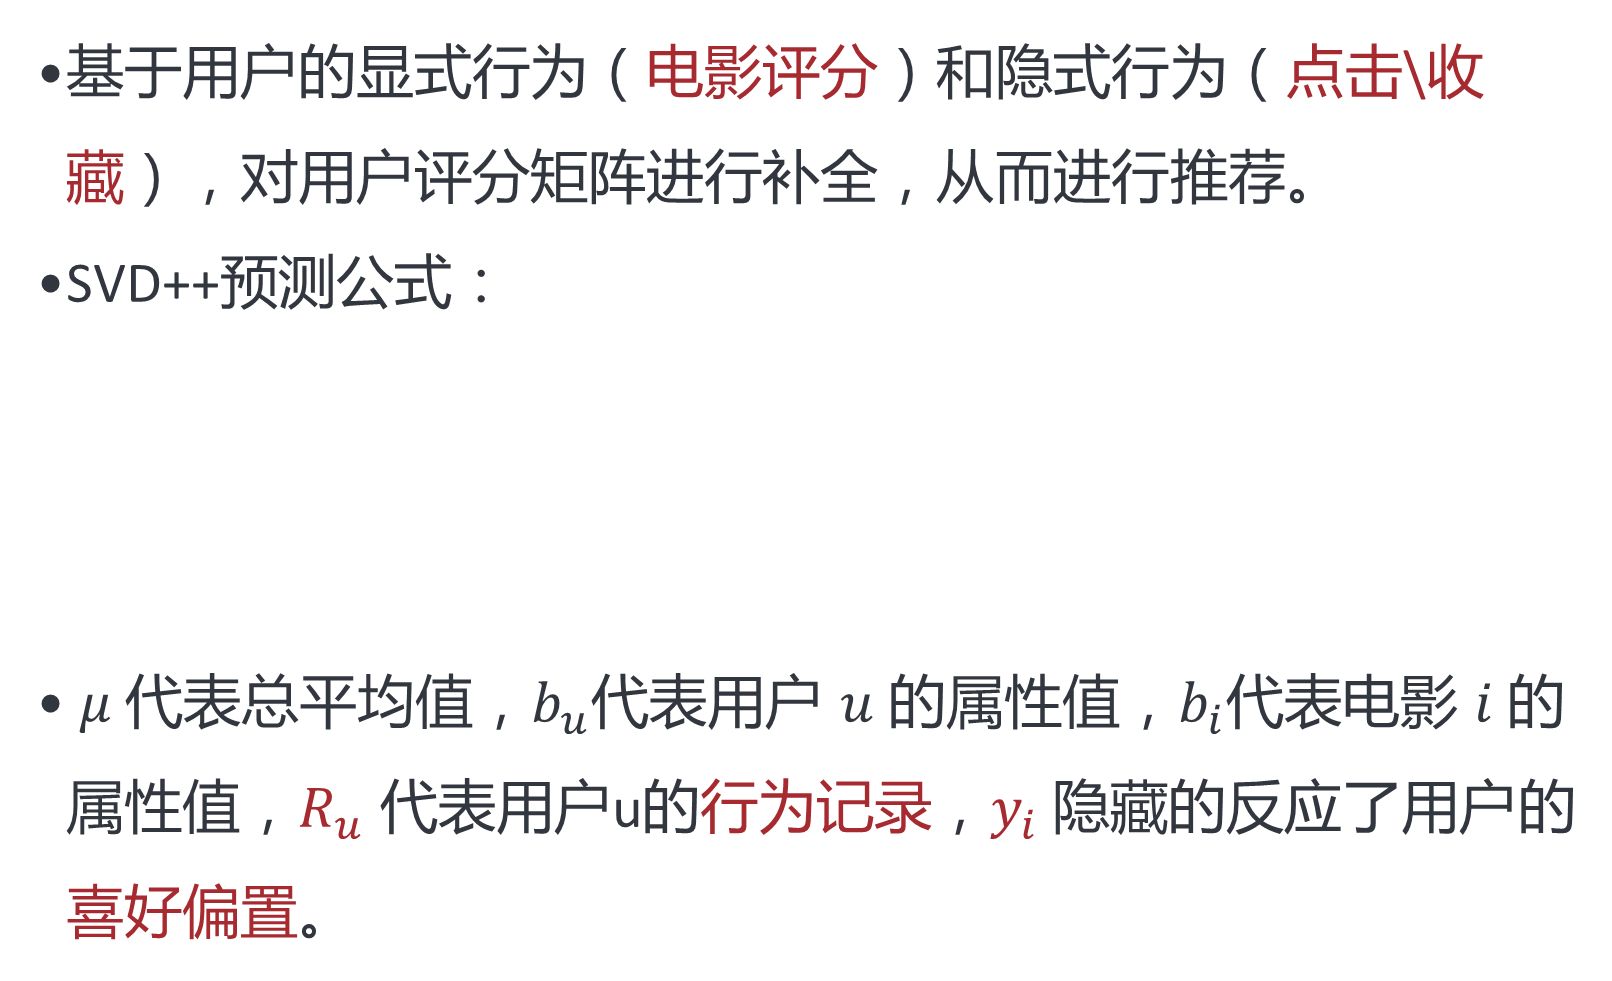 •基于用户的显式行为（电影评分）和隐式行为（点击\收
藏），对用户评分矩阵进行补全，从而进行推荐。
•SVD++预测公式：
• μ 代表总平均值，b_u代表用户 u 的属性值，b_i代表电影 i 的
属性值，R_u 代表用户u的行为记录，y_i 隐藏的反应了用户的
喜好偏置。